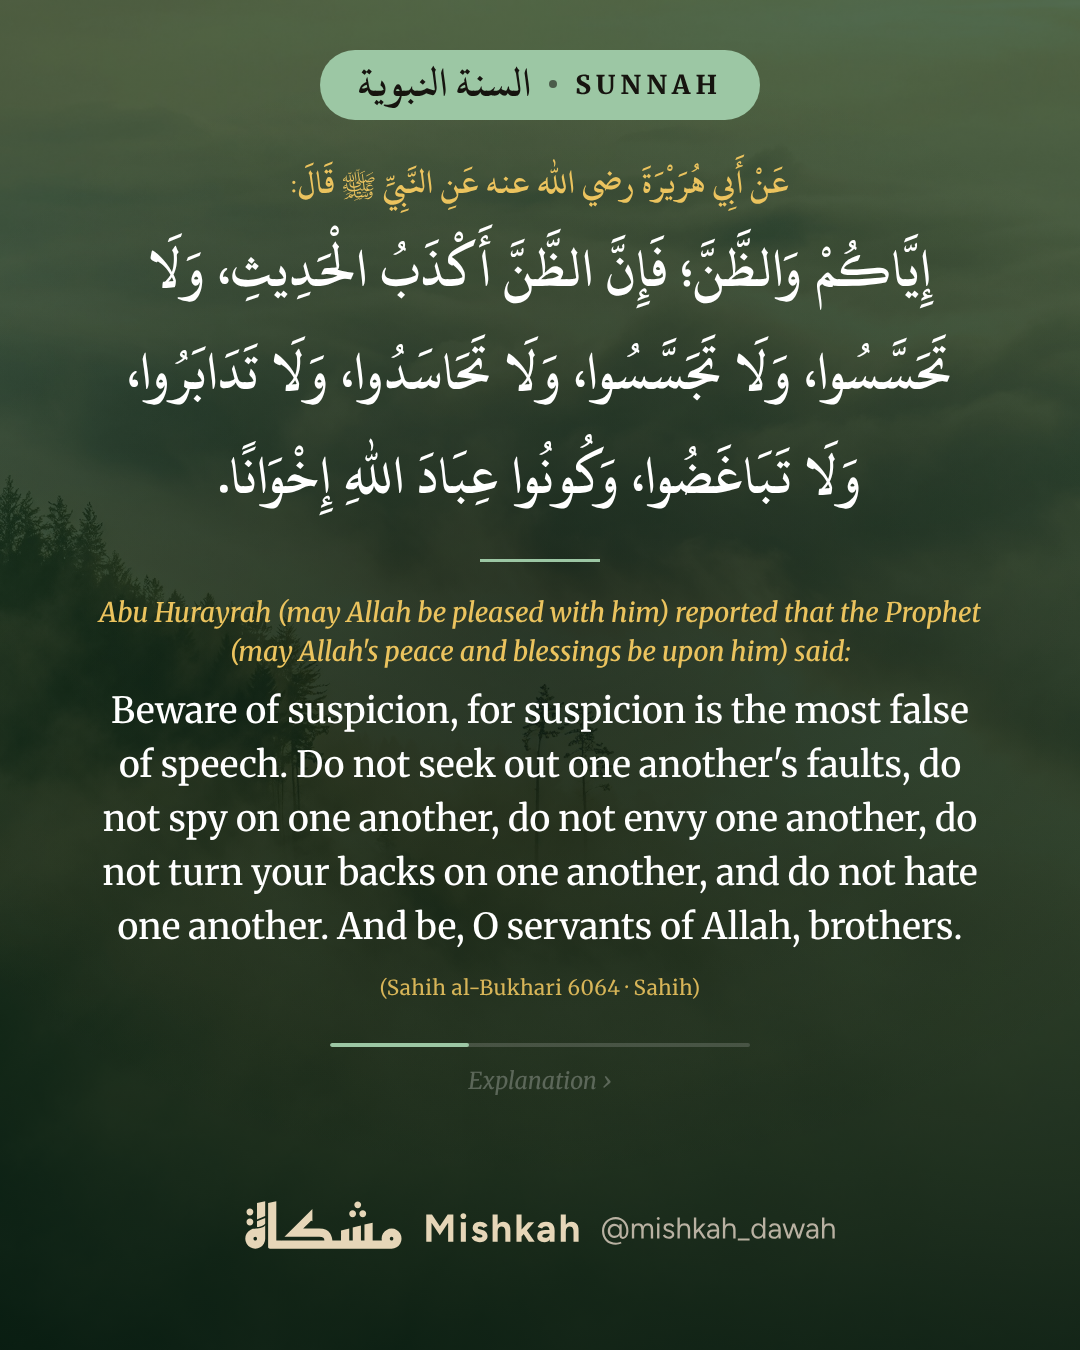 السنة النبوية • SUNNAH
عَنْ أَبِي هُرَيْرَةَ رضي الله عنه عَنِ النَّبِيِّ ﷺ قَالَ:
إِيَّاكُمْ وَالظَّنَّ؛ فَإِنَّ الظَّنَّ أَكْذَبُ الْحَدِيثِ، وَلَا
تَحَسَّسُوا، وَلَا تَجَسَّسُوا، وَلَا تَحَاسَدُوا، وَلَا تَدَابَرُوا،
وَلَا تَبَاغَضُوا، وَكُونُوا عِبَادَ اللهِ إِخْوَانًا.
Abu Hurayrah (may Allah be pleased with him) reported that the Prophet
(may Allah's peace and blessings be upon him) said:
Beware of suspicion, for suspicion is the most false
of speech. Do not seek out one another's faults, do
not spy on one another, do not envy one another, do
not turn your backs on one another, and do not hate
one another. And be, O servants of Allah, brothers.
(Sahih al-Bukhari 6064 · Sahih)
Explanation ›
مشكاة Mishkah @mishkah_dawah